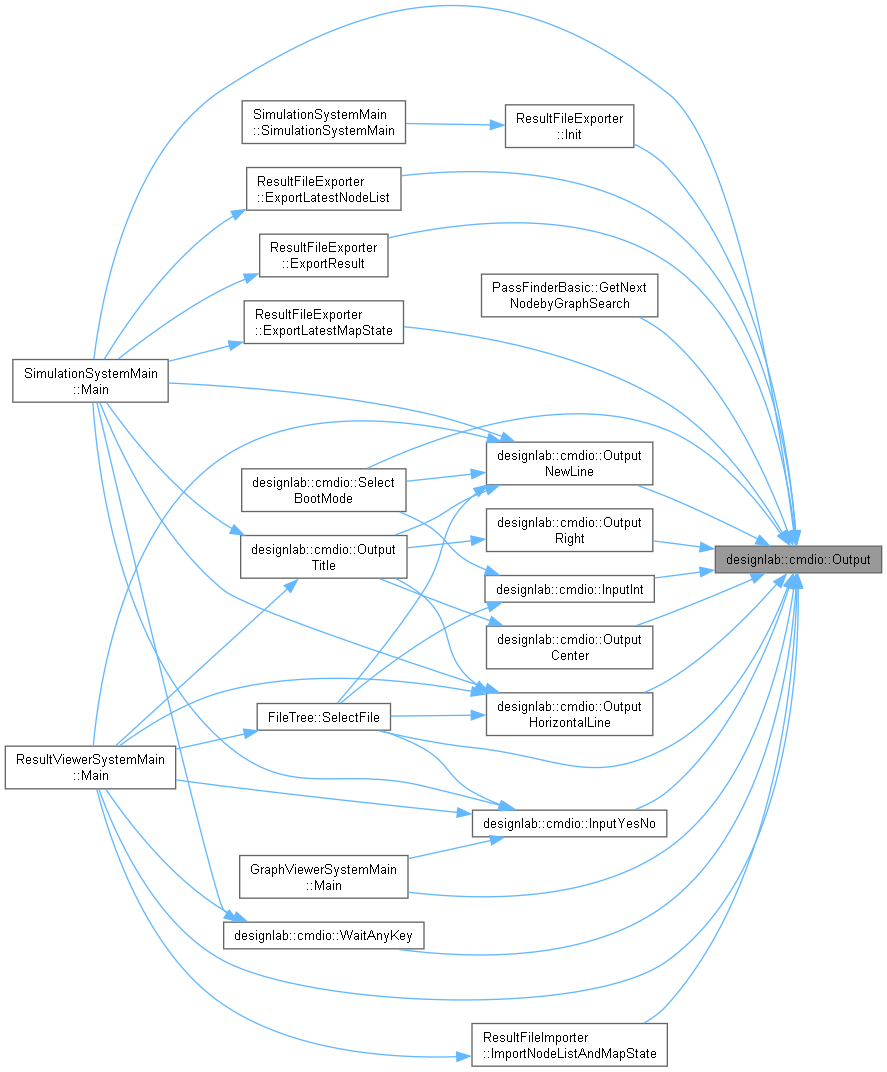 SimulationSystemMain
::SimulationSystemMain
ResultFileExporter
::Init
ResultFileExporter
::ExportLatestNodeList
ResultFileExporter
::ExportResult
PassFinderBasic::GetNext
NodebyGraphSearch
ResultFileExporter
::ExportLatestMapState
SimulationSystemMain
::Main
designlab::cmdio::Output
NewLine
designlab::cmdio::Select
BootMode
designlab::cmdio::Output
Right
designlab::cmdio::Output
Title
designlab::cmdio::Output
designlab::cmdio::InputInt
designlab::cmdio::Output
Center
designlab::cmdio::Output
HorizontalLine
FileTree::SelectFile
ResultViewerSystemMain
::Main
designlab::cmdio::InputYesNo
GraphViewerSystemMain
::Main
designlab::cmdio::WaitAnyKey
ResultFileImporter
::ImportNodeListAndMapState